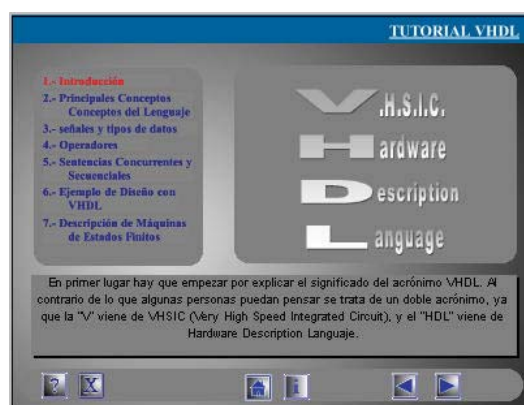 TUTORIAL VHDL
1.- Introducción
2.- Principales Conceptos
Conceptos del Lenguaje
3.- señales y tipos de datos
4.- Operadores
5.- Sentencias Concurrentes y
Secuenciales
6.- Ejemplo de Diseño con
VHDL
7.- Descripción de Máquinas
de Estados Finitos
V.H.S.I.C.
Hardware
Description
Language
En primer lugar hay que empezar por explicar el significado del acrónimo VHDL. Al
contrario de lo que algunas personas puedan pensar se trata de un doble acrónimo, ya
que la "V" viene de VHSIC (Very High Speed Integrated Circuit), y el "HDL" viene de
Hardware Description Languaje.
? X i